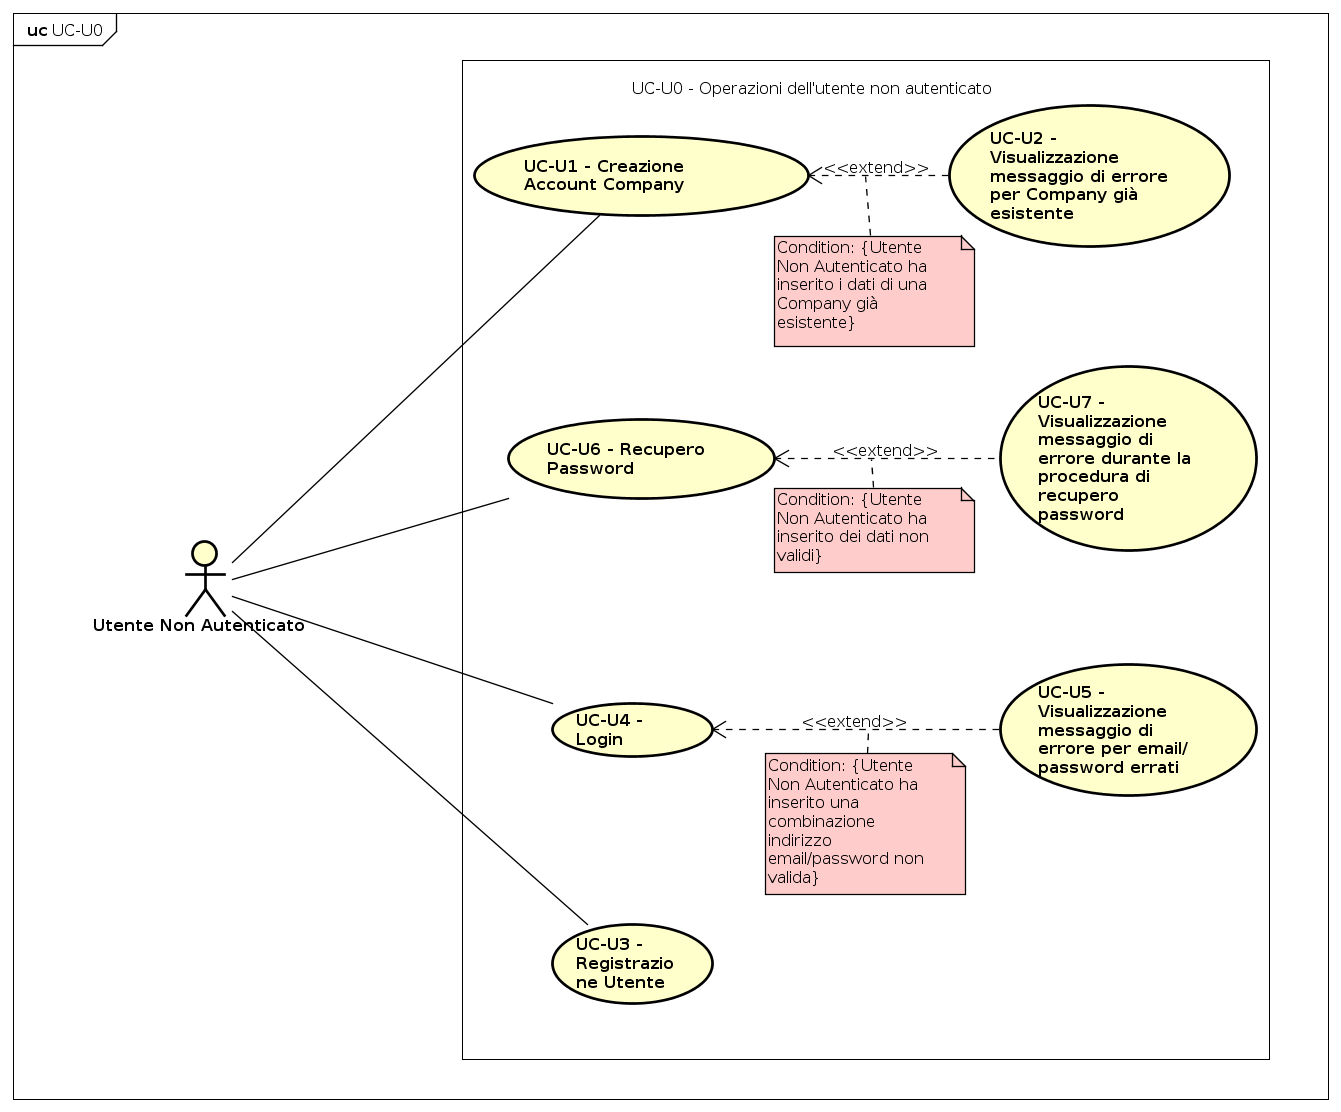 uc UC-U0
UC-U0 - Operazioni dell'utente non autenticato
UC-U1 - Creazione
Account Company
<<extend>>
UC-U2 -
Visualizzazione
messaggio di errore
per Company già
esistente
Condition: {Utente
Non Autenticato ha
inserito i dati di una
Company già
esistente}
UC-U6 - Recupero
Password
<<extend>>
UC-U7 -
Visualizzazione
messaggio di
errore durante la
procedura di
recupero
password
Condition: {Utente
Non Autenticato ha
inserito dei dati non
validi}
Utente Non Autenticato
UC-U4 -
Login
<<extend>>
UC-U5 -
Visualizzazione
messaggio di
errore per email/
password errati
Condition: {Utente
Non Autenticato ha
inserito una
combinazione
indirizzo
email/password non
valida}
UC-U3 -
Registrazio
ne Utente